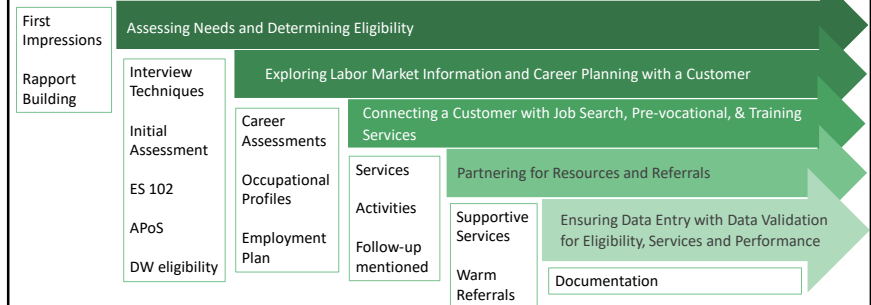 First
Impressions
Rapport
Building
Assessing Needs and Determining Eligibility
Interview
Techniques
Initial
Assessment
ES 102
APoS
DW eligibility
Exploring Labor Market Information and Career Planning with a Customer
Career
Assessments
Occupational
Profiles
Employment
Plan
Connecting a Customer with Job Search, Pre-vocational, & Training
Services
Services
Activities
Follow-up
mentioned
Partnering for Resources and Referrals
Supportive
Services
Warm
Referrals
Ensuring Data Entry with Data Validation
for Eligibility, Services and Performance
Documentation